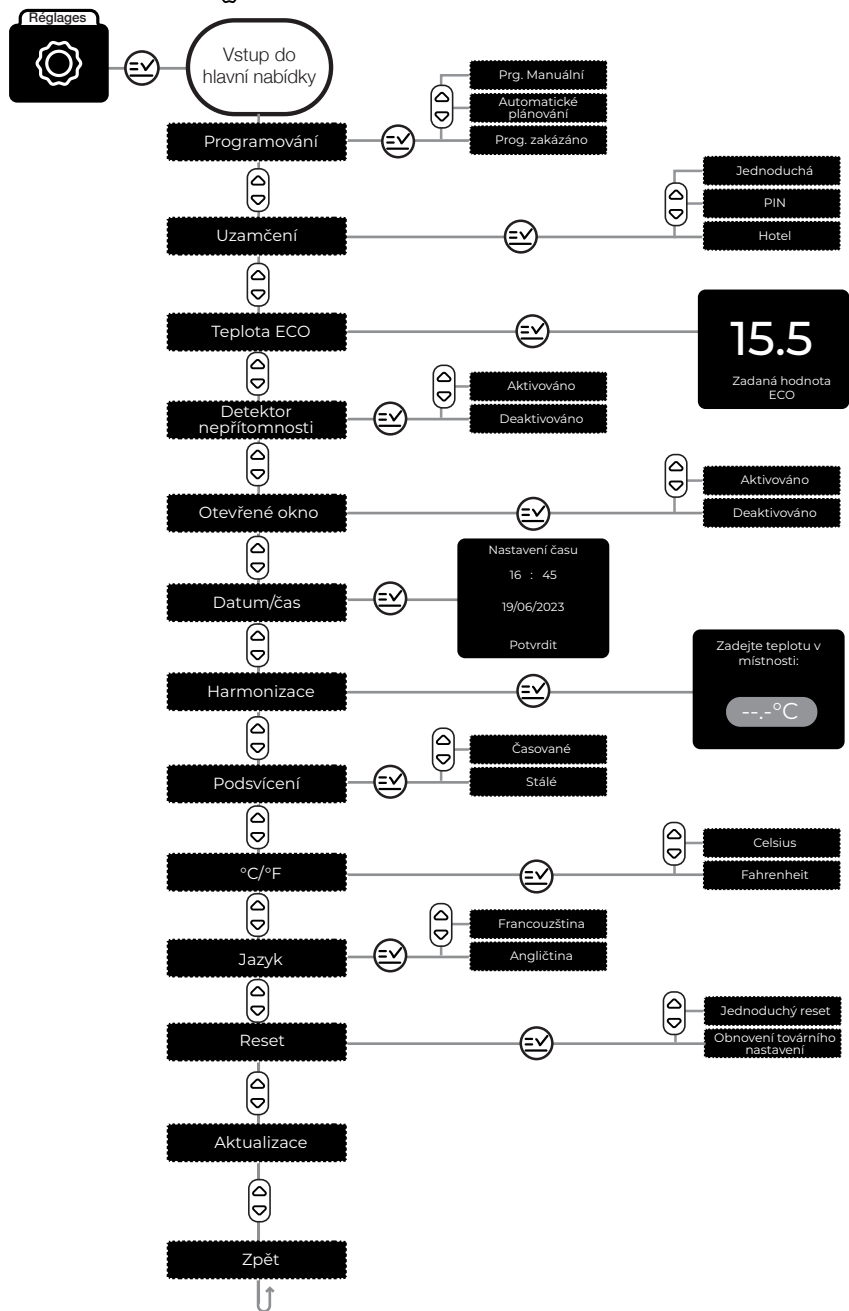 Réglages
Vstup do
hlavní nabídky
Programování
Prg. Manuální
Automatické
plánování
Prog. zakázáno
Uzamčení
Jednoduchá
PIN
Hotel
Teplota ECO
15.5
Zadaná hodnota
ECO
Detektor
nepřítomnosti
Aktivováno
Deaktivováno
Otevřené okno
Aktivováno
Deaktivováno
Datum/čas
Nastavení času
16 : 45
19/06/2023
Potvrdit
Harmonizace
Zadejte teplotu v
místnosti:
--.-°C
Podsvícení
Časované
Stálé
°C/°F
Celsius
Fahrenheit
Jazyk
Francouzština
Angličtina
Reset
Jednoduchý reset
Obnovení továrního
nastavení
Aktualizace
Zpět